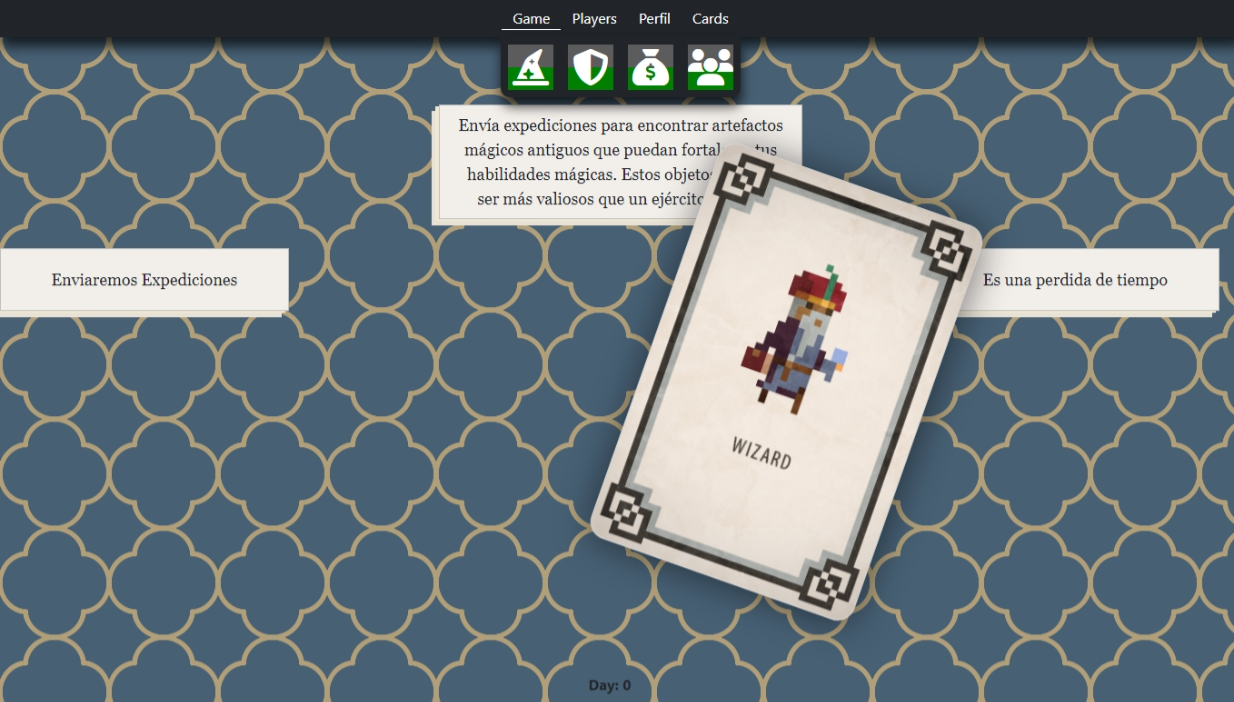 Game Players Perfil Cards
$
Envía expediciones para encontrar artefactos
mágicos antiguos que puedan tus
habilidades mágicas. Estos
ser más valiosos que un
Enviaremos Expediciones
Es una perdida de tiempo
WIZARD
Day: 0